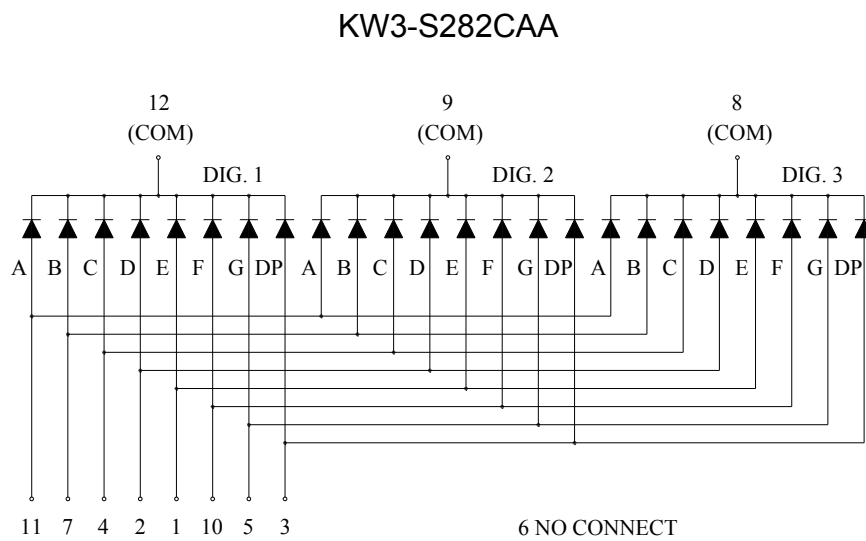 KW3-S282CAA
12 9 8
(COM) (COM) (COM)
DIG. 1 DIG. 2 DIG. 3
A B C D E F G DP A B C D E F G DP A B C D E F G DP
11 7 4 2 1 10 5 3 6 NO CONNECT